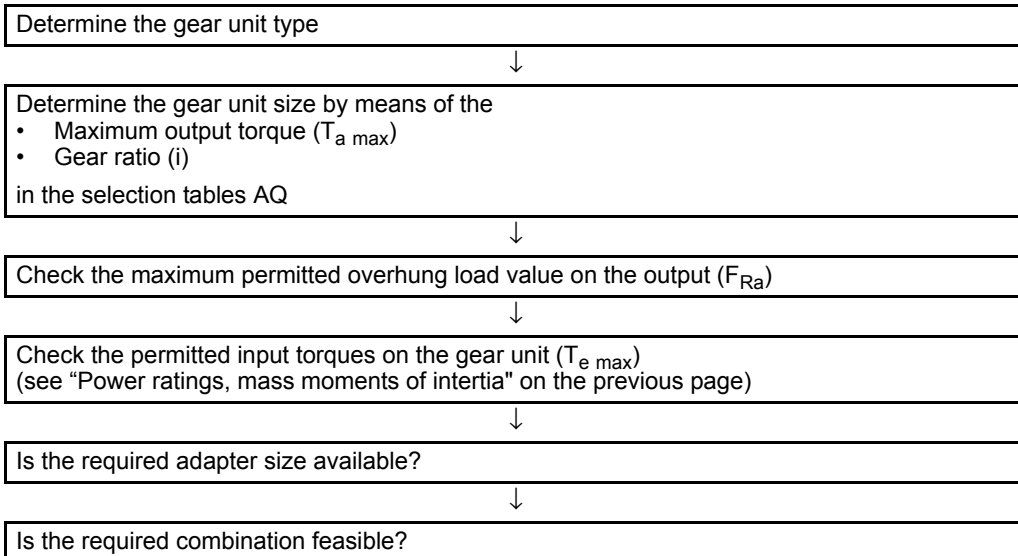 Determine the gear unit type
↓
Determine the gear unit size by means of the
• Maximum output torque (Ta max)
• Gear ratio (i)
in the selection tables AQ
↓
Check the maximum permitted overhung load value on the output (FRa)
↓
Check the permitted input torques on the gear unit (Te max)
(see “Power ratings, mass moments of intertia" on the previous page)
↓
Is the required adapter size available?
↓
Is the required combination feasible?